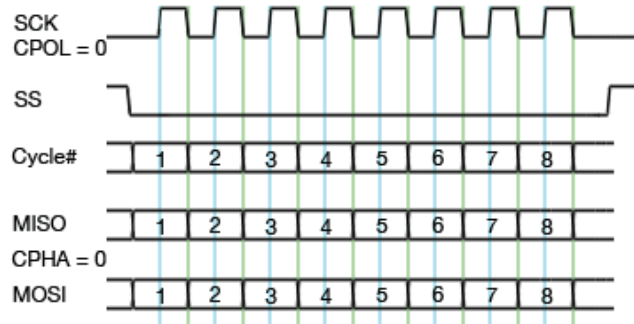 SCK
CPOL = 0
SS
Cycle# 1 2 3 4 5 6 7 8
MISO 1 2 3 4 5 6 7 8
CPHA = 0
MOSI 1 2 3 4 5 6 7 8